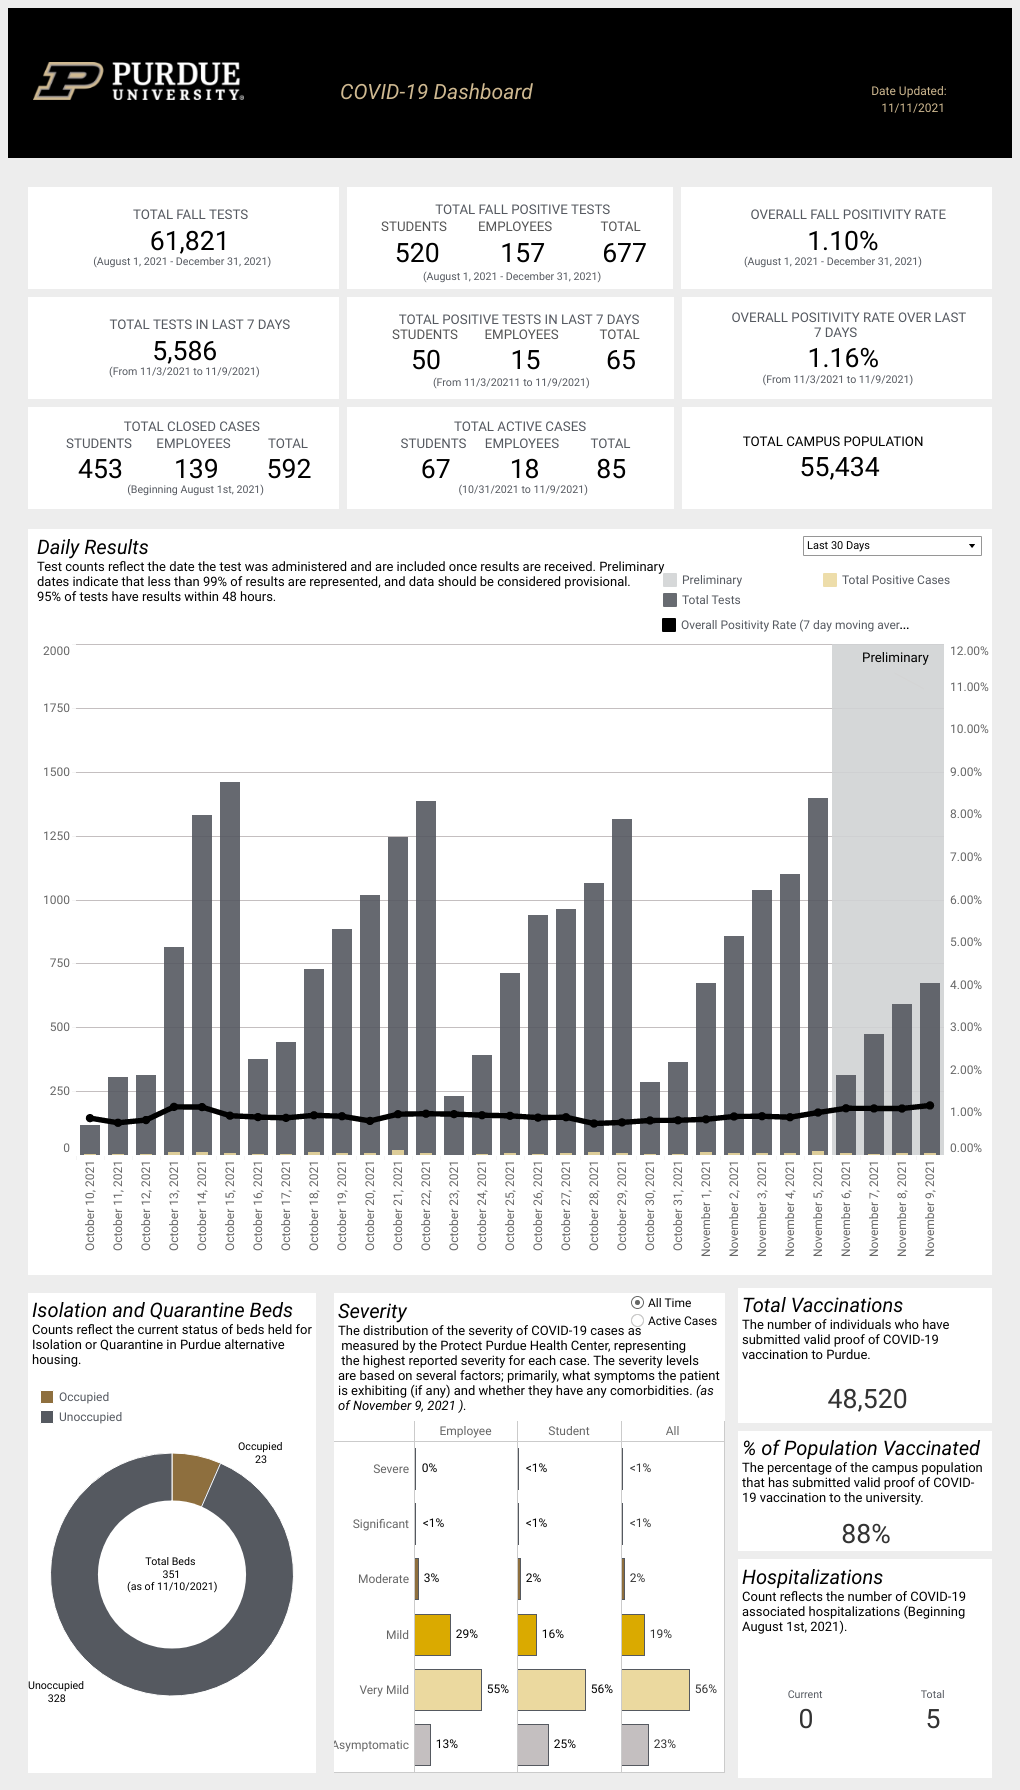 PURDUE
UNIVERSITY®
COVID-19 Dashboard
Date Updated:
11/11/2021
TOTAL FALL TESTS
61,821
(August 1, 2021 - December 31, 2021)
TOTAL FALL POSITIVE TESTS
STUDENTS EMPLOYEES TOTAL
520 157 677
(August 1, 2021 - December 31, 2021)
OVERALL FALL POSITIVITY RATE
1.10%
(August 1, 2021 - December 31, 2021)
TOTAL TESTS IN LAST 7 DAYS
5,586
(From 11/3/2021 to 11/9/2021)
TOTAL POSITIVE TESTS IN LAST 7 DAYS
STUDENTS EMPLOYEES TOTAL
50 15 65
(From 11/3/20211 to 11/9/2021)
OVERALL POSITIVITY RATE OVER LAST
7 DAYS
1.16%
(From 11/3/2021 to 11/9/2021)
TOTAL CLOSED CASES
STUDENTS EMPLOYEES TOTAL
453 139 592
(Beginning August 1st, 2021)
TOTAL ACTIVE CASES
STUDENTS EMPLOYEES TOTAL
67 18 85
(10/31/2021 to 11/9/2021)
TOTAL CAMPUS POPULATION
55,434
Daily Results
Test counts reflect the date the test was administered and are included once results are received. Preliminary
dates indicate that less than 99% of results are represented, and data should be considered provisional.
95% of tests have results within 48 hours.
Last 30 Days
Preliminary
Total Positive Cases
Total Tests
Overall Positivity Rate (7 day moving aver...
Preliminary
2000
1750
1500
1250
1000
750
500
250
0
12.00%
11.00%
10.00%
9.00%
8.00%
7.00%
6.00%
5.00%
4.00%
3.00%
2.00%
1.00%
0.00%
October 10, 2021
October 11, 2021
October 12, 2021
October 13, 2021
October 14, 2021
October 15, 2021
October 16, 2021
October 17, 2021
October 18, 2021
October 19, 2021
October 20, 2021
October 21, 2021
October 22, 2021
October 23, 2021
October 24, 2021
October 25, 2021
October 26, 2021
October 27, 2021
October 28, 2021
October 29, 2021
October 30, 2021
October 31, 2021
November 1, 2021
November 2, 2021
November 3, 2021
November 4, 2021
November 5, 2021
November 6, 2021
November 7, 2021
November 8, 2021
November 9, 2021
Isolation and Quarantine Beds
Counts reflect the current status of beds held for
Isolation or Quarantine in Purdue alternative
housing.
Occupied
Unoccupied
Occupied
23
Total Beds
351
(as of 11/10/2021)
Unoccupied
328
Severity
All Time
Active Cases
The distribution of the severity of COVID-19 cases as
measured by the Protect Purdue Health Center, representing
the highest reported severity for each case. The severity levels
are based on several factors; primarily, what symptoms the patient
is exhibiting (if any) and whether they have any comorbidities. (as
of November 9, 2021 ).
Employee Student All
Severe 0% <1% <1%
Significant <1% <1% <1%
Moderate 3% 2% 2%
Mild 29% 16% 19%
Very Mild 55% 56% 56%
Asymptomatic 13% 25% 23%
Total Vaccinations
The number of individuals who have
submitted valid proof of COVID-19
vaccination to Purdue.
48,520
% of Population Vaccinated
The percentage of the campus population
that has submitted valid proof of COVID-
19 vaccination to the university.
88%
Hospitalizations
Count reflects the number of COVID-19
associated hospitalizations (Beginning
August 1st, 2021).
Current Total
0 5